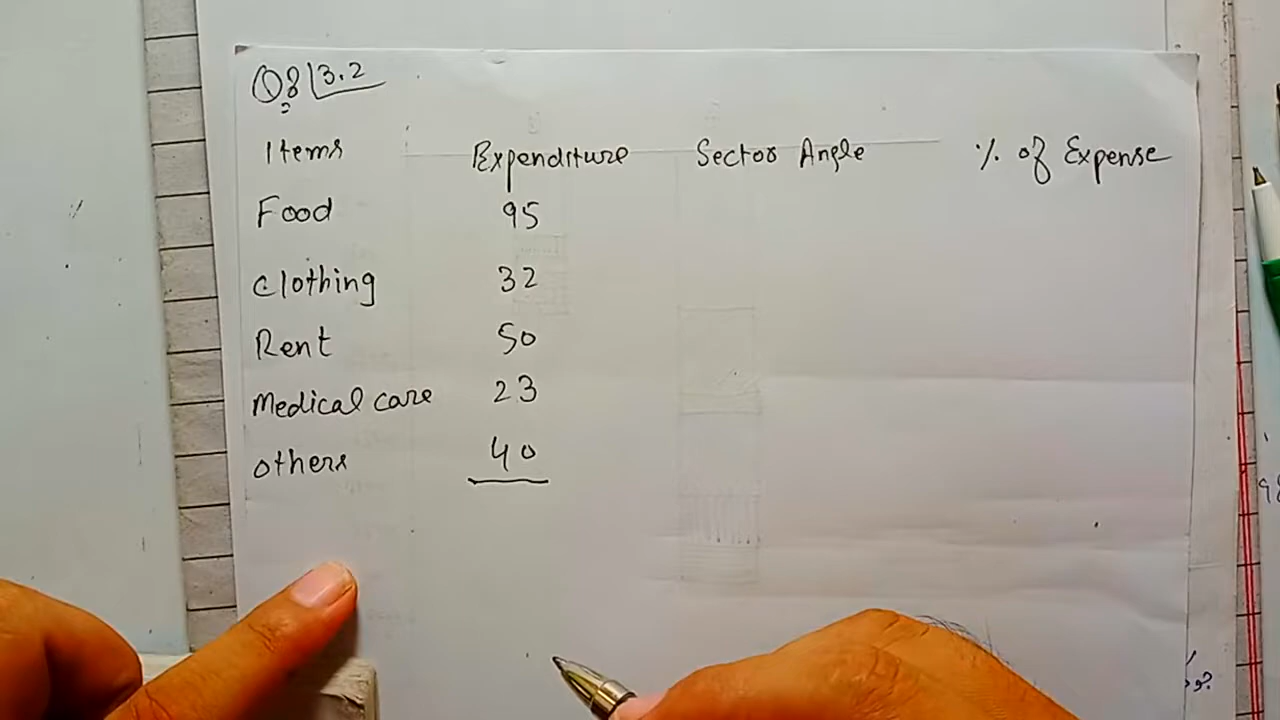 Q8 3.2
Items Expenditure Sector Angle % of Expense
Food 95
Clothing 32
Rent 50
Medical care 23
others 40